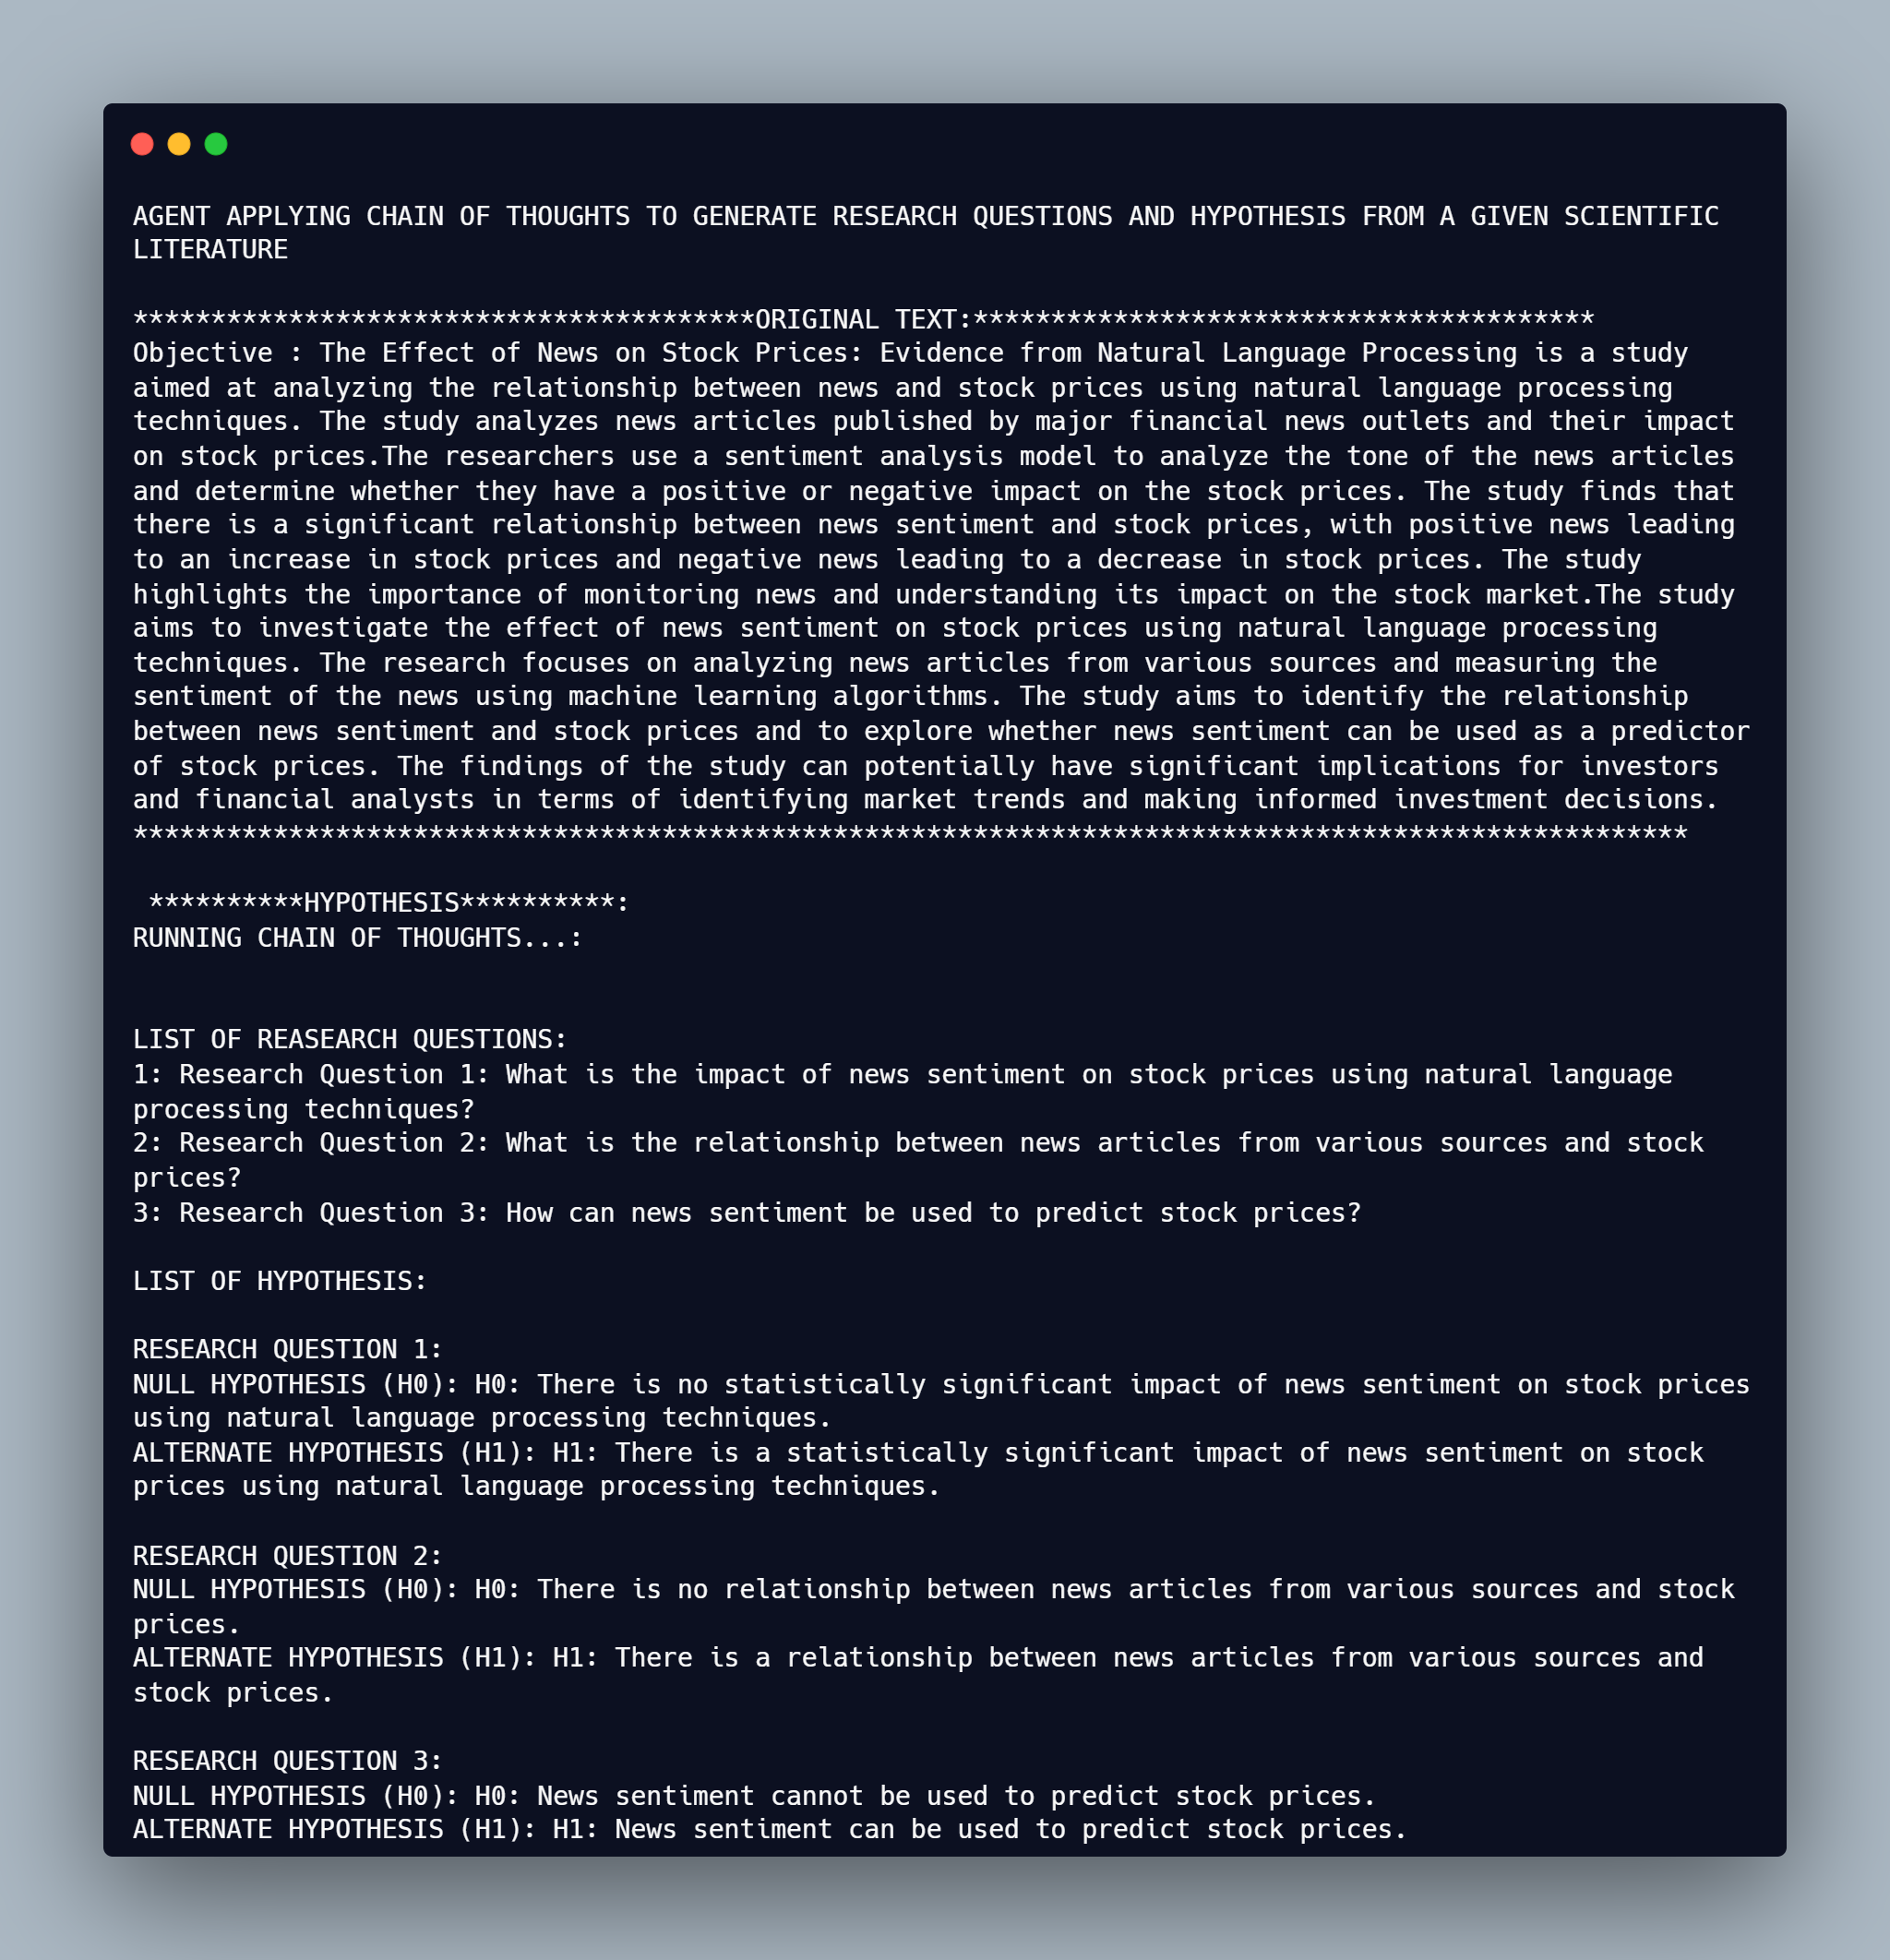 AGENT APPLYING CHAIN OF THOUGHTS TO GENERATE RESEARCH QUESTIONS AND HYPOTHESIS FROM A GIVEN SCIENTIFIC
LITERATURE
****************************************ORIGINAL TEXT:****************************************
Objective : The Effect of News on Stock Prices: Evidence from Natural Language Processing is a study
aimed at analyzing the relationship between news and stock prices using natural language processing
techniques. The study analyzes news articles published by major financial news outlets and their impact
on stock prices.The researchers use a sentiment analysis model to analyze the tone of the news articles
and determine whether they have a positive or negative impact on the stock prices. The study finds that
there is a significant relationship between news sentiment and stock prices, with positive news leading
to an increase in stock prices and negative news leading to a decrease in stock prices. The study
highlights the importance of monitoring news and understanding its impact on the stock market.The study
aims to investigate the effect of news sentiment on stock prices using natural language processing
techniques. The research focuses on analyzing news articles from various sources and measuring the
sentiment of the news using machine learning algorithms. The study aims to identify the relationship
between news sentiment and stock prices and to explore whether news sentiment can be used as a predictor
of stock prices. The findings of the study can potentially have significant implications for investors
and financial analysts in terms of identifying market trends and making informed investment decisions.
****************************************************************************************************
**********HYPOTHESIS**********:
RUNNING CHAIN OF THOUGHTS...:
LIST OF REASEARCH QUESTIONS:
1: Research Question 1: What is the impact of news sentiment on stock prices using natural language
processing techniques?
2: Research Question 2: What is the relationship between news articles from various sources and stock
prices?
3: Research Question 3: How can news sentiment be used to predict stock prices?
LIST OF HYPOTHESIS:
RESEARCH QUESTION 1:
NULL HYPOTHESIS (H0): H0: There is no statistically significant impact of news sentiment on stock prices
using natural language processing techniques.
ALTERNATE HYPOTHESIS (H1): H1: There is a statistically significant impact of news sentiment on stock
prices using natural language processing techniques.
RESEARCH QUESTION 2:
NULL HYPOTHESIS (H0): H0: There is no relationship between news articles from various sources and stock
prices.
ALTERNATE HYPOTHESIS (H1): H1: There is a relationship between news articles from various sources and
stock prices.
RESEARCH QUESTION 3:
NULL HYPOTHESIS (H0): H0: News sentiment cannot be used to predict stock prices.
ALTERNATE HYPOTHESIS (H1): H1: News sentiment can be used to predict stock prices.